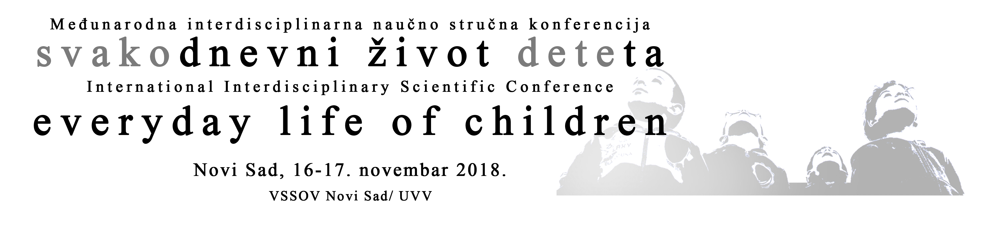 Međunarodna interdisciplinarna naučno stručna konferencija
svakodnevni život deteta
International Interdisciplinary Scientific Conference
everyday life of children
Novi Sad, 16-17. novembar 2018.
VSSOV Novi Sad/ UVV